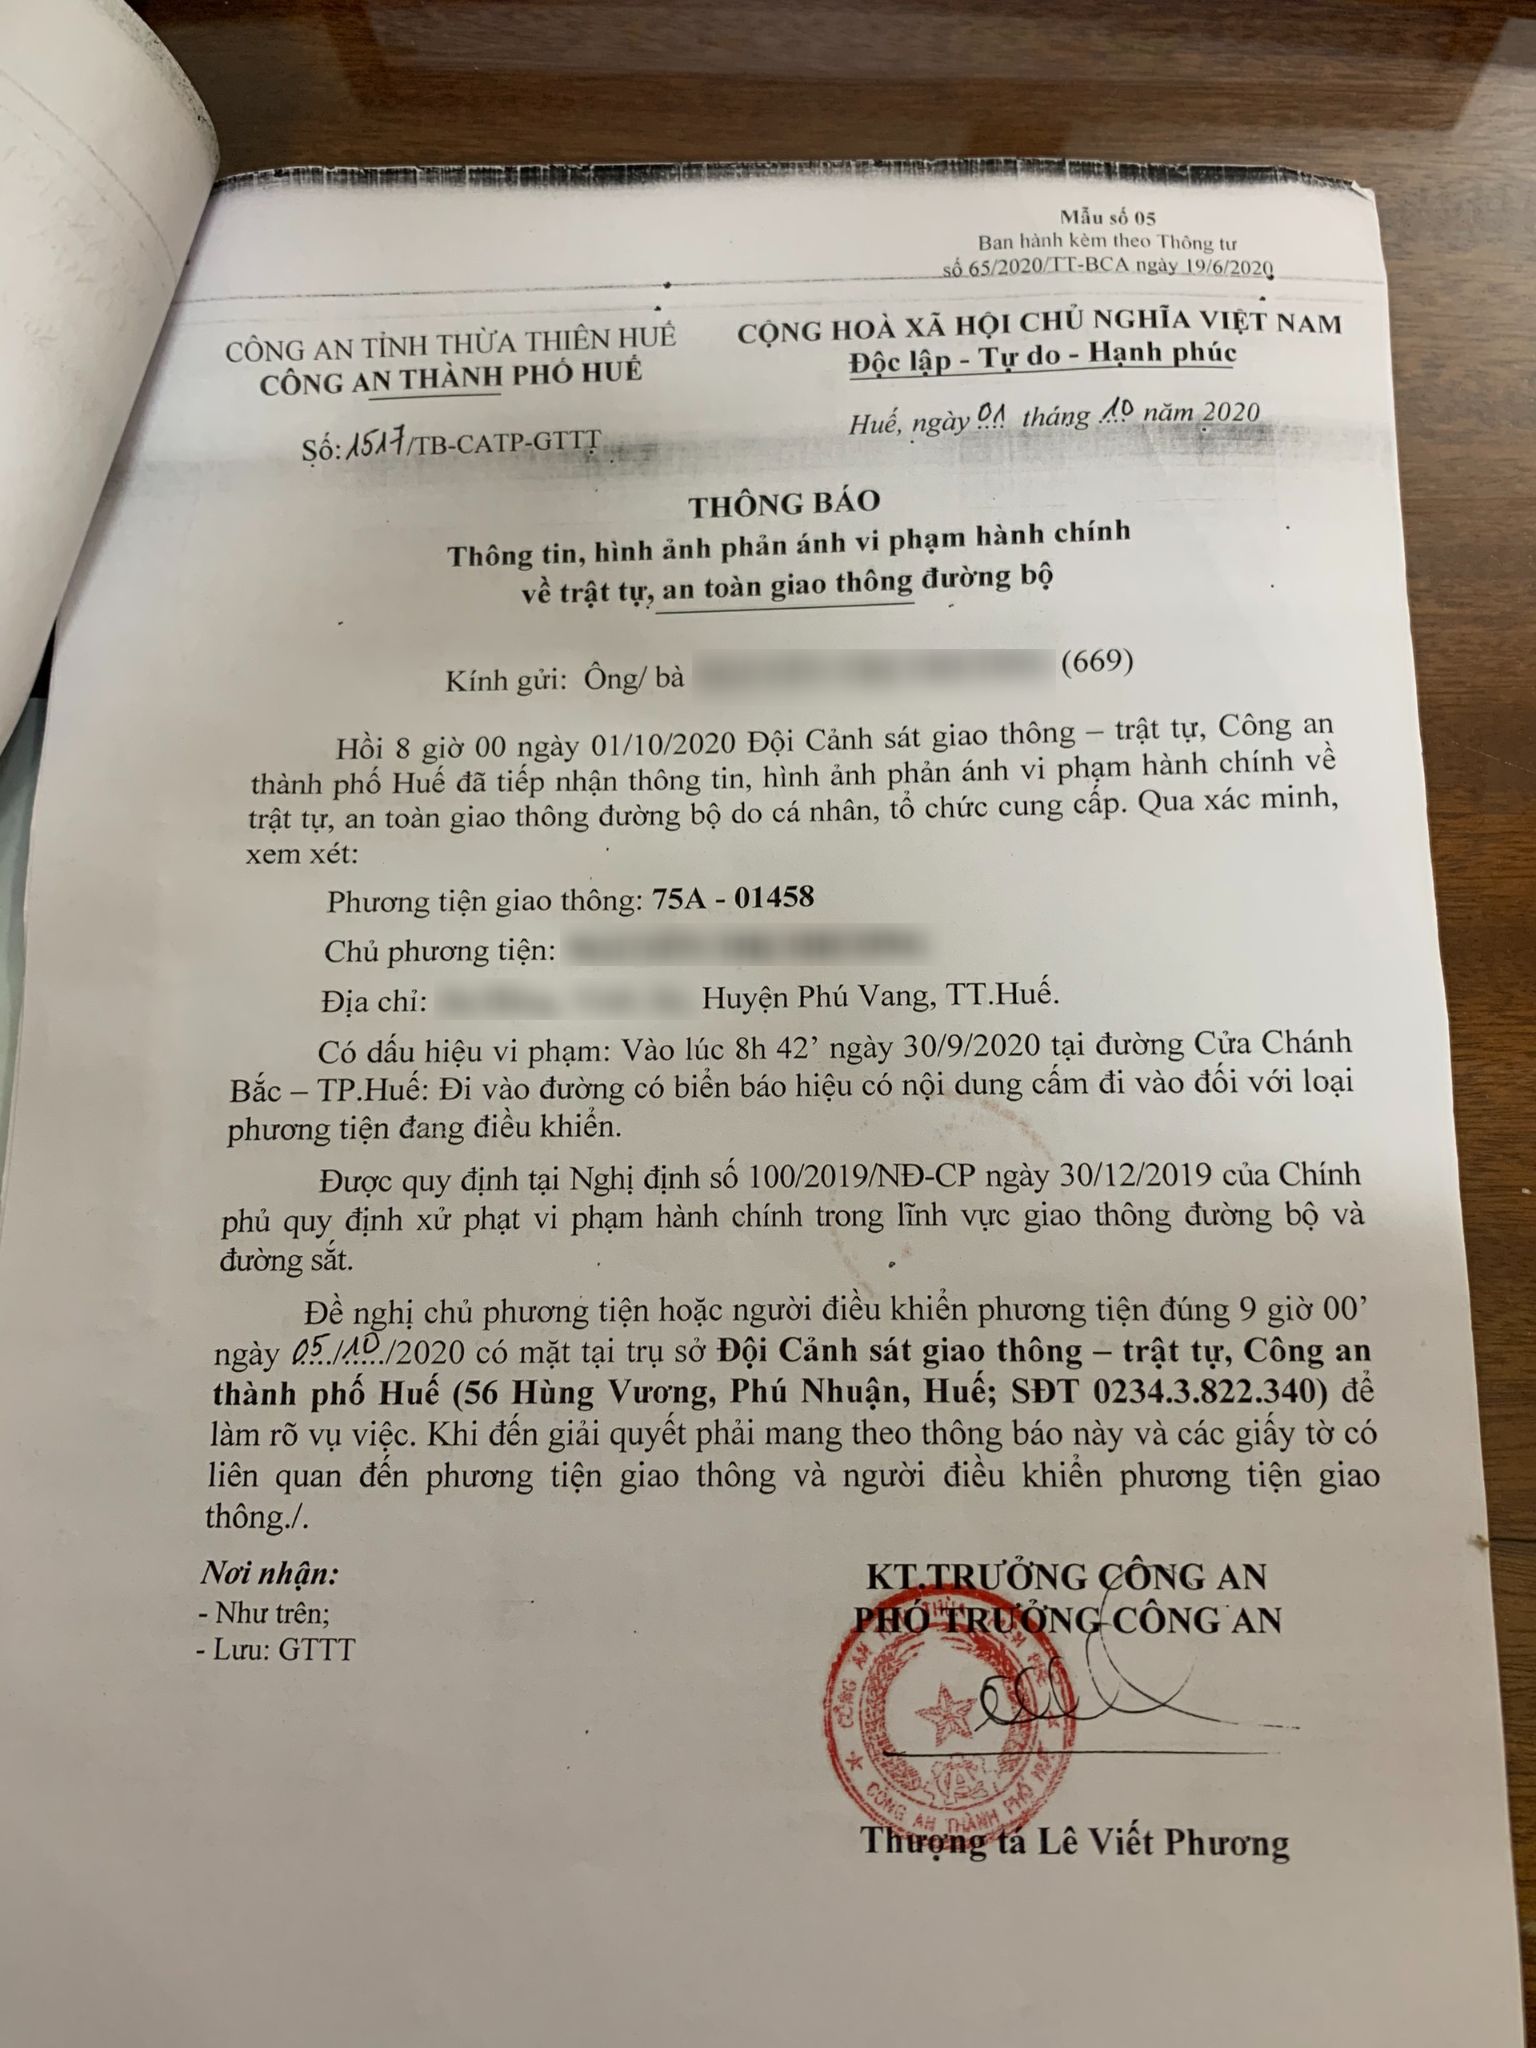 Mẫu số 05
Ban hành kèm theo Thông tư
số 65/2020/TT-BCA ngày 19/6/2020
CÔNG AN TỈNH THỪA THIÊN HUẾ
CÔNG AN THÀNH PHỐ HUẾ
CỘNG HOÀ XÃ HỘI CHỦ NGHĨA VIỆT NAM
Độc lập - Tự do - Hạnh phúc
Số: 1517/TB-CATP-GTTT
Huế, ngày 01 tháng 10 năm 2020
THÔNG BÁO
Thông tin, hình ảnh phản ánh vi phạm hành chính
về trật tự, an toàn giao thông đường bộ
Kính gửi: Ông/ bà (669)
Hồi 8 giờ 00 ngày 01/10/2020 Đội Cảnh sát giao thông – trật tự, Công an
thành phố Huế đã tiếp nhận thông tin, hình ảnh phản ánh vi phạm hành chính về
trật tự, an toàn giao thông đường bộ do cá nhân, tổ chức cung cấp. Qua xác minh,
xem xét:
Phương tiện giao thông: 75A - 01458
Chủ phương tiện:
Địa chỉ: Huyện Phú Vang, TT.Huế.
Có dấu hiệu vi phạm: Vào lúc 8h 42’ ngày 30/9/2020 tại đường Cửa Chánh
Bắc – TP.Huế: Đi vào đường có biển báo hiệu có nội dung cấm đi vào đối với loại
phương tiện đang điều khiển.
Được quy định tại Nghị định số 100/2019/NĐ-CP ngày 30/12/2019 của Chính
phủ quy định xử phạt vi phạm hành chính trong lĩnh vực giao thông đường bộ và
đường sắt.
Đề nghị chủ phương tiện hoặc người điều khiển phương tiện đúng 9 giờ 00’
ngày 05/10/2020 có mặt tại trụ sở Đội Cảnh sát giao thông – trật tự, Công an
thành phố Huế (56 Hùng Vương, Phú Nhuận, Huế; SĐT 0234.3.822.340) để
làm rõ vụ việc. Khi đến giải quyết phải mang theo thông báo này và các giấy tờ có
liên quan đến phương tiện giao thông và người điều khiển phương tiện giao
thông./.
Nơi nhận:
- Như trên;
- Lưu: GTTT
KT.TRƯỞNG CÔNG AN
PHÓ TRƯỞNG CÔNG AN
CÔNG AN THÀNH PHỐ HUẾ
Thượng tá Lê Viết Phương